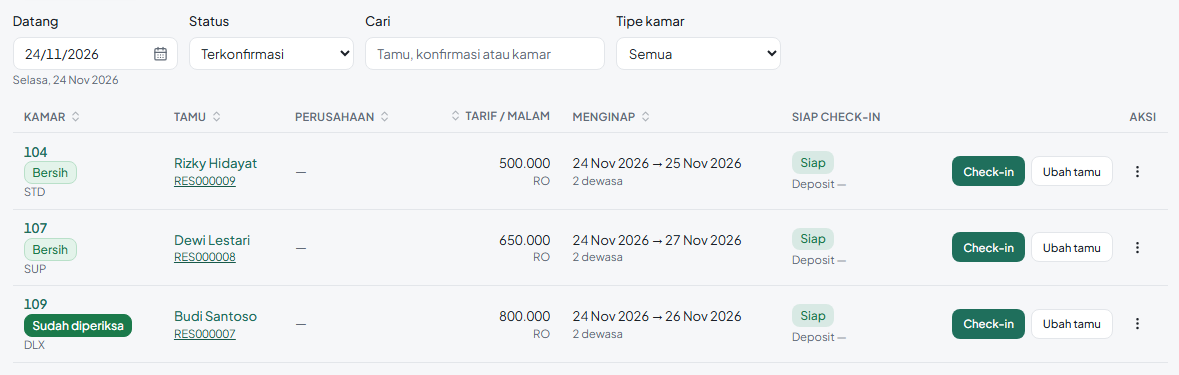 Datang Status Cari Tipe kamar
24/11/2026 Terkonfirmasi Tamu, konfirmasi atau kamar Semua
Selasa, 24 Nov 2026
KAMAR TAMU PERUSAHAAN TARIF / MALAM MENGINAP SIAP CHECK-IN AKSI
104
Bersih
STD
Rizky Hidayat
RES000009
—
500.000
RO
24 Nov 2026 → 25 Nov 2026
2 dewasa
Siap
Deposit —
Check-in Ubah tamu
107
Bersih
SUP
Dewi Lestari
RES000008
—
650.000
RO
24 Nov 2026 → 27 Nov 2026
2 dewasa
Siap
Deposit —
Check-in Ubah tamu
109
Sudah diperiksa
DLX
Budi Santoso
RES000007
—
800.000
RO
24 Nov 2026 → 26 Nov 2026
2 dewasa
Siap
Deposit —
Check-in Ubah tamu